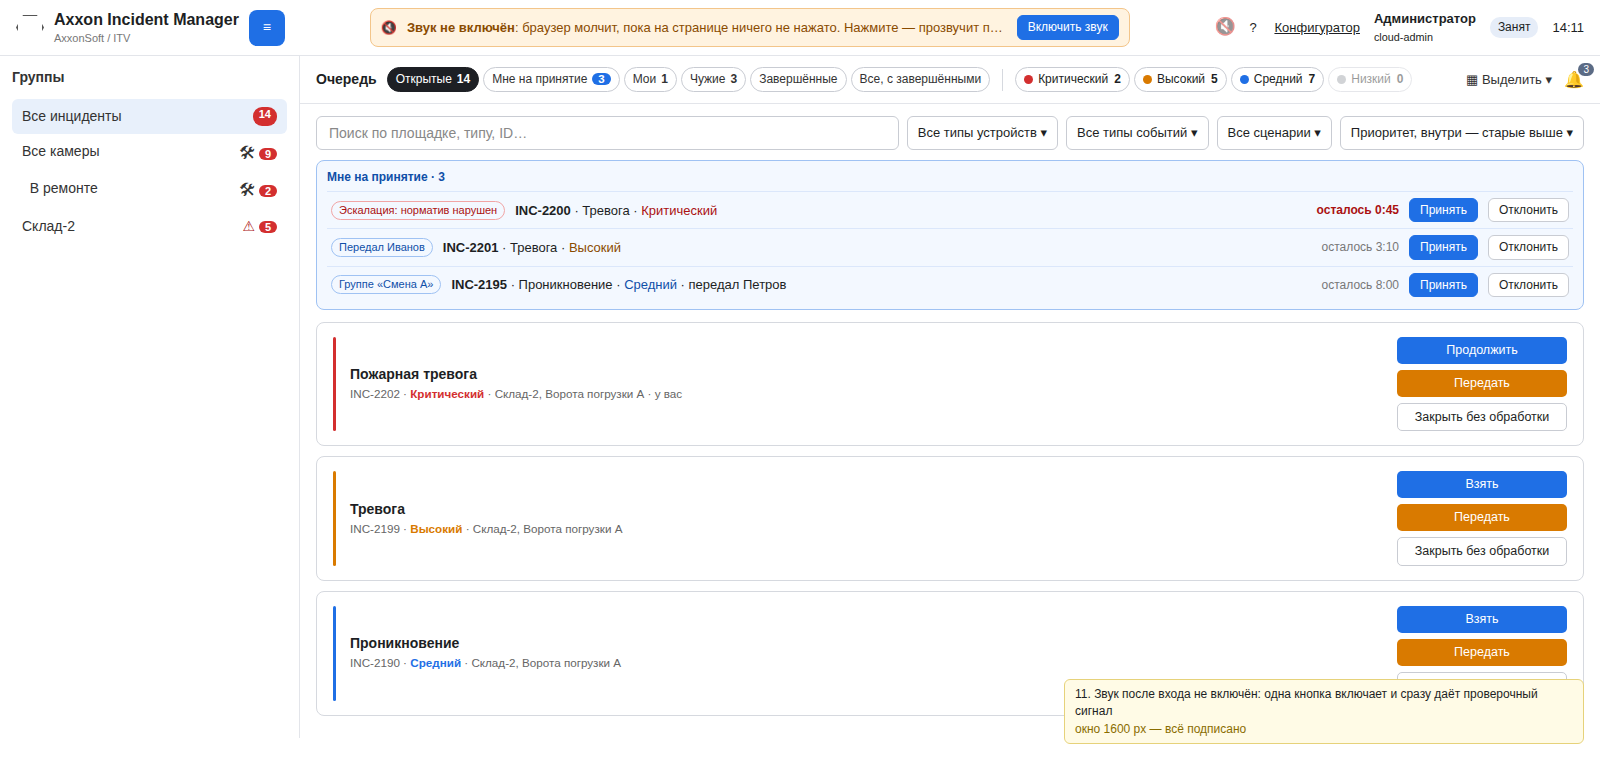 Axxon Incident Manager
AxxonSoft / ITV
Звук не включён: браузер молчит, пока на странице ничего не нажато. Нажмите — прозвучит п…
Включить звук
? Конфигуратор
Администратор
cloud-admin
Занят
14:11
Группы
Все инциденты 14
Все камеры 9
В ремонте 2
Склад-2 5
Очередь Открытые 14 Мне на принятие 3 Мои 1 Чужие 3 Завершённые Все, с завершёнными Критический 2 Высокий 5 Средний 7 Низкий 0 Выделить ▾ 3
Поиск по площадке, типу, ID…
Все типы устройств ▾ Все типы событий ▾ Все сценарии ▾ Приоритет, внутри — старые выше ▾
Мне на принятие · 3
Эскалация: норматив нарушен INC-2200 · Тревога · Критический осталось 0:45 Принять Отклонить
Передал Иванов INC-2201 · Тревога · Высокий осталось 3:10 Принять Отклонить
Группе «Смена А» INC-2195 · Проникновение · Средний · передал Петров осталось 8:00 Принять Отклонить
Пожарная тревога
INC-2202 · Критический · Склад-2, Ворота погрузки А · у вас
Продолжить
Передать
Закрыть без обработки
Тревога
INC-2199 · Высокий · Склад-2, Ворота погрузки А
Взять
Передать
Закрыть без обработки
Проникновение
INC-2190 · Средний · Склад-2, Ворота погрузки А
Взять
Передать
11. Звук после входа не включён: одна кнопка включает и сразу даёт проверочный
сигнал
окно 1600 px — всё подписано